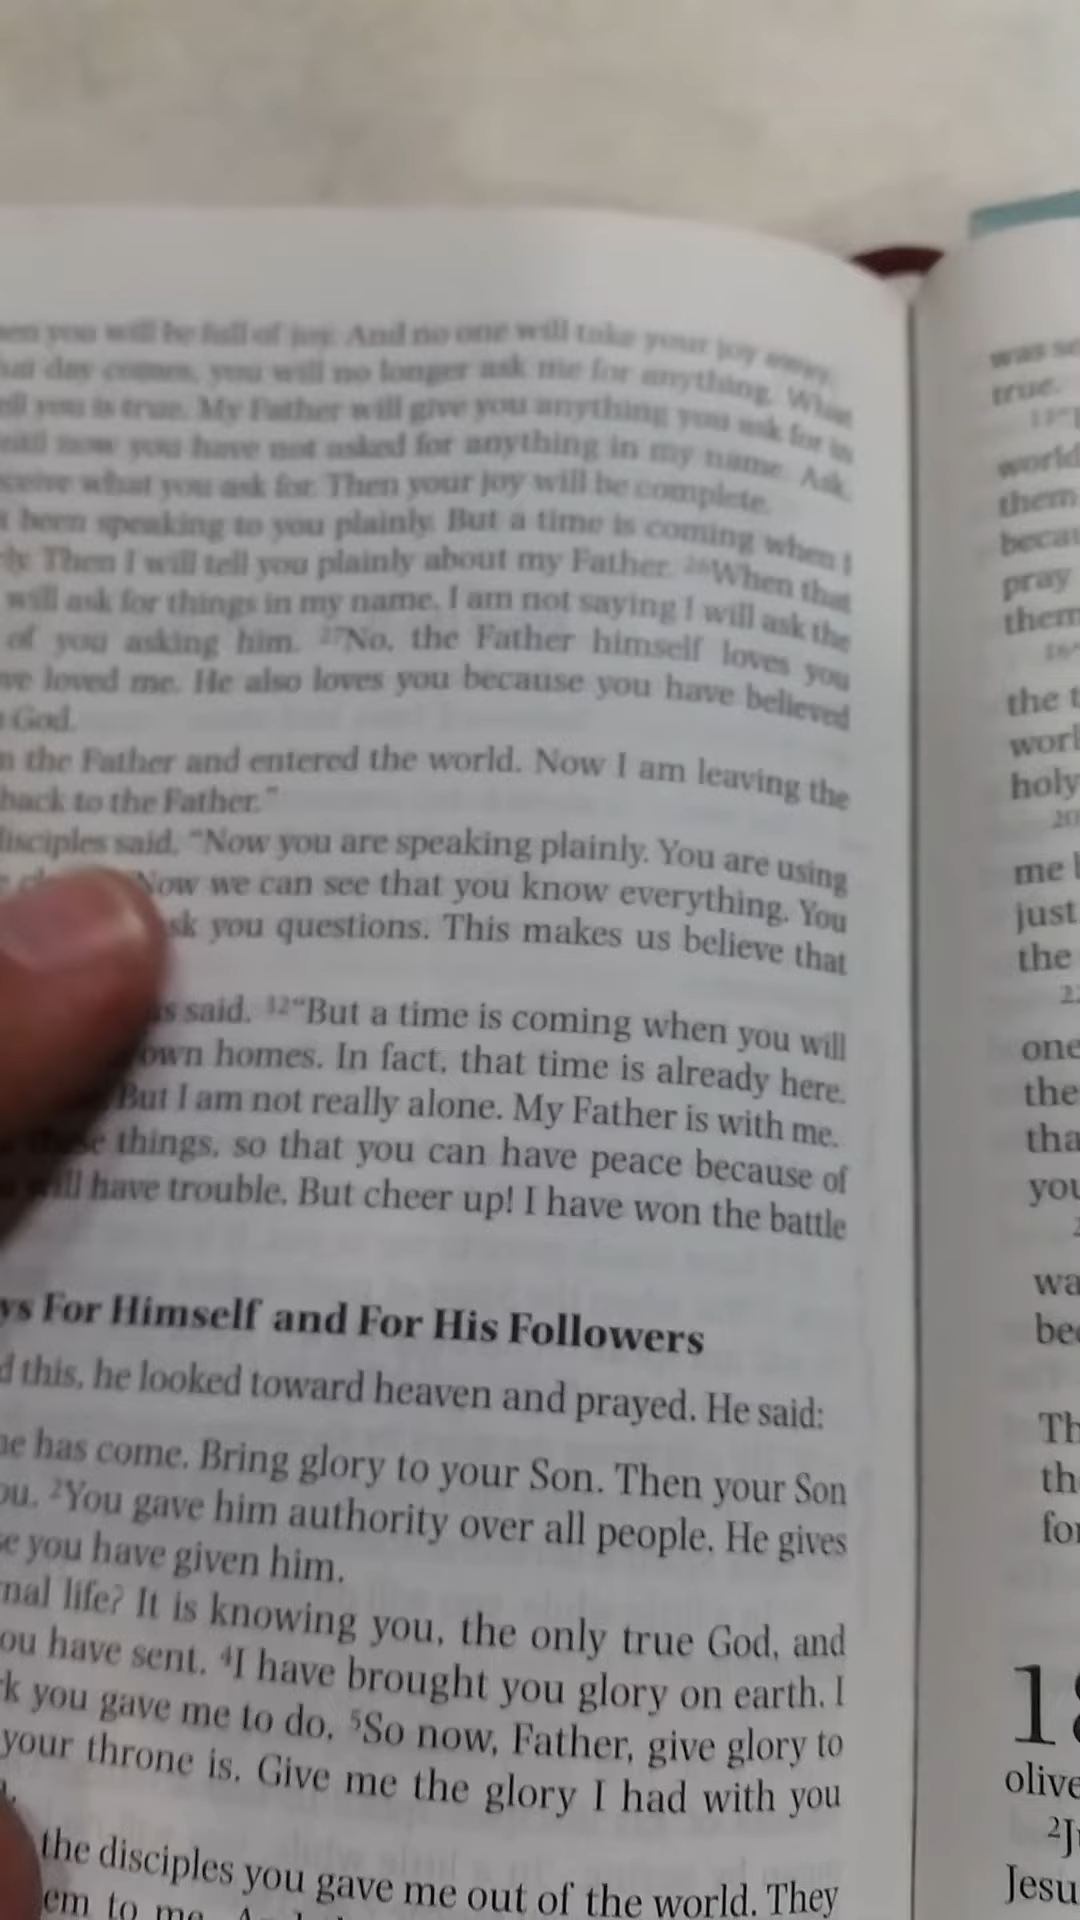 you will be full of joy. And no one will take your joy away.
day comes, you will no longer ask me for anything. What
you is true. My Father will give you anything you ask for in
now you have not asked for anything in my name. Ask,
what you ask for. Then your joy will be complete.
been speaking to you plainly. But a time is coming when I
Then I will tell you plainly about my Father. 26When that
will ask for things in my name. I am not saying I will ask the
of you asking him. 27No, the Father himself loves you
ve loved me. He also loves you because you have believed
God.
the Father and entered the world. Now I am leaving the
back to the Father."
disciples said, "Now you are speaking plainly. You are using
Now we can see that you know everything. You
sk you questions. This makes us believe that
s said. 32"But a time is coming when you will
own homes. In fact, that time is already here.
But I am not really alone. My Father is with me.
things, so that you can have peace because of
will have trouble. But cheer up! I have won the battle
ys For Himself and For His Followers
d this, he looked toward heaven and prayed. He said:
me has come. Bring glory to your Son. Then your Son
ou. 2You gave him authority over all people. He gives
se you have given him.
nal life? It is knowing you, the only true God, and
ou have sent. 4I have brought you glory on earth. I
k you gave me to do. 5So now, Father, give glory to
your throne is. Give me the glory I had with you
the disciples you gave me out of the world. They
em to me.
was se
true.
world
them
becau
pray
them
the t
worl
holy
20
me
just
the
one
the
tha
you
wa
bec
Th
the
for
18
olive
2J
Jesu